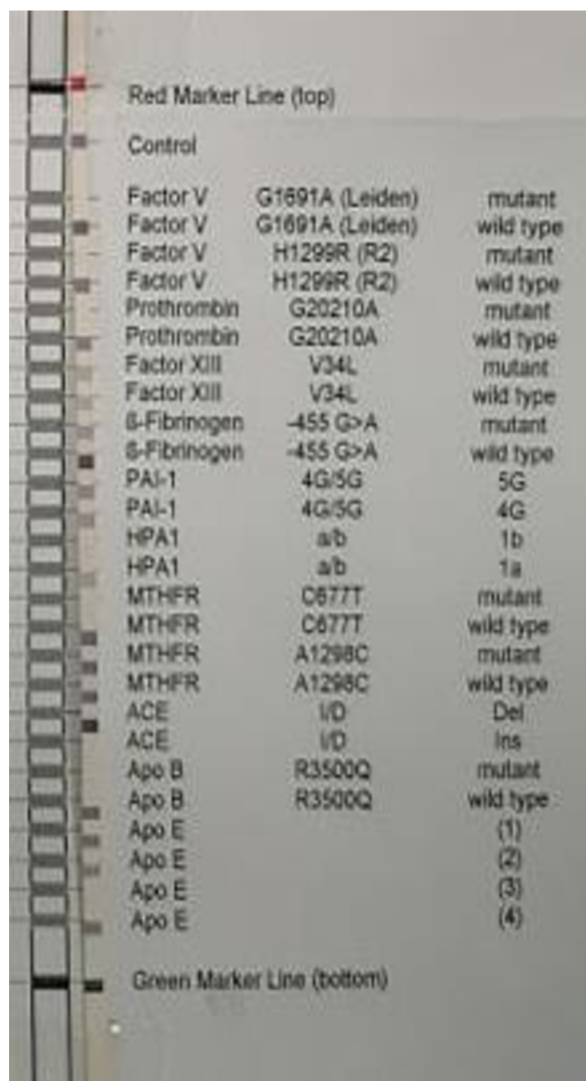 Red Marker Line (top)
Control
Factor V G1691A (Leiden) mutant
Factor V G1691A (Leiden) wild type
Factor V H1299R (R2) mutant
Factor V H1299R (R2) wild type
Prothrombin G20210A mutant
Prothrombin G20210A wild type
Factor XIII V34L mutant
Factor XIII V34L wild type
ß-Fibrinogen -455 G>A mutant
ß-Fibrinogen -455 G>A wild type
PAI-1 4G/5G 5G
PAI-1 4G/5G 4G
HPA1 a/b 1b
HPA1 a/b 1a
MTHFR C677T mutant
MTHFR C677T wild type
MTHFR A1298C mutant
MTHFR A1298C wild type
ACE I/D Del
ACE I/D Ins
Apo B R3500Q mutant
Apo B R3500Q wild type
Apo E (1)
Apo E (2)
Apo E (3)
Apo E (4)
Green Marker Line (bottom)